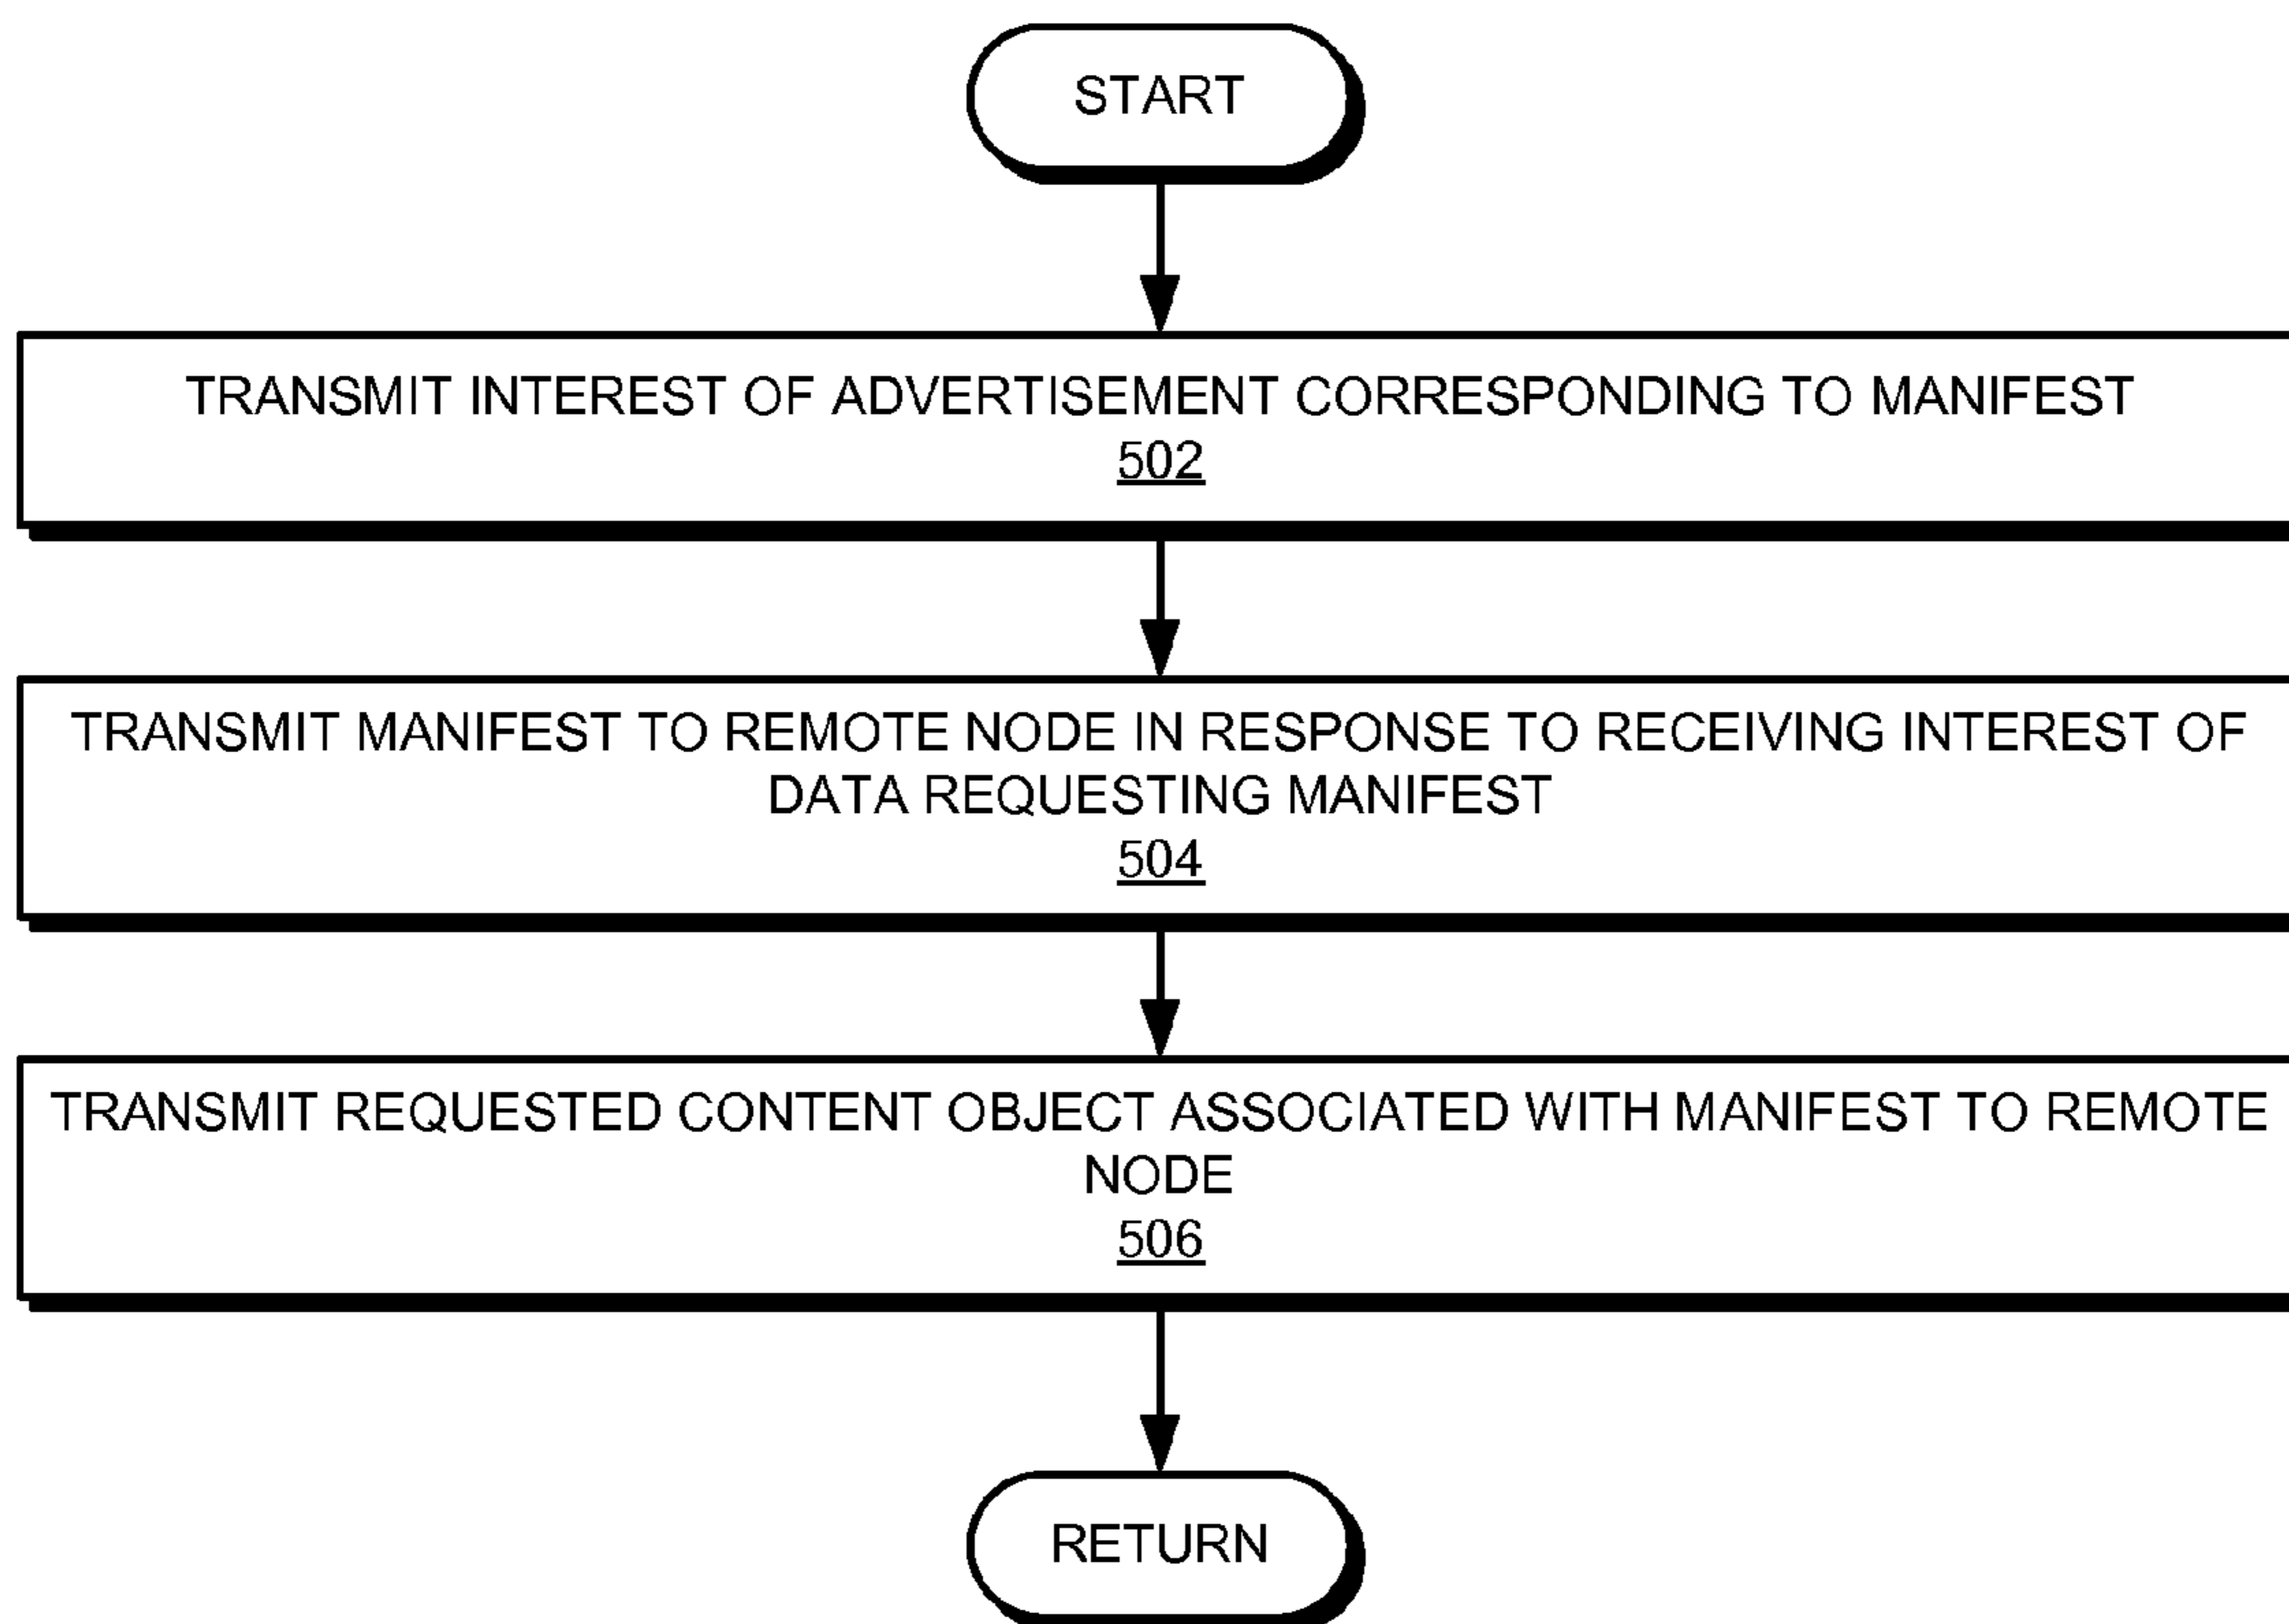 START
TRANSMIT INTEREST OF ADVERTISEMENT CORRESPONDING TO MANIFEST
502
TRANSMIT MANIFEST TO REMOTE NODE IN RESPONSE TO RECEIVING INTEREST OF
DATA REQUESTING MANIFEST
504
TRANSMIT REQUESTED CONTENT OBJECT ASSOCIATED WITH MANIFEST TO REMOTE
NODE
506
RETURN